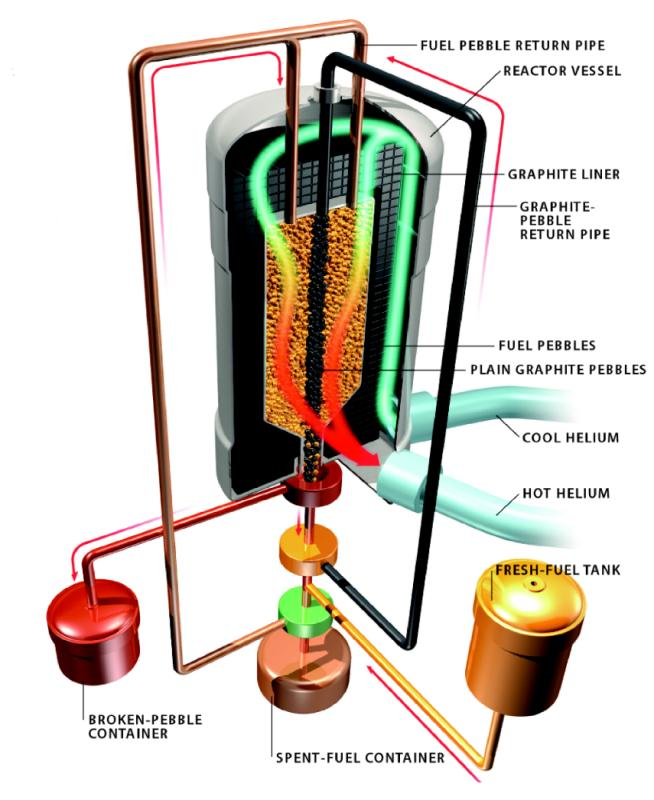 FUEL PEBBLE RETURN PIPE
REACTOR VESSEL
GRAPHITE LINER
GRAPHITE-
PEBBLE
RETURN PIPE
FUEL PEBBLES
PLAIN GRAPHITE PEBBLES
COOL HELIUM
HOT HELIUM
FRESH-FUEL TANK
BROKEN-PEBBLE
CONTAINER
SPENT-FUEL CONTAINER